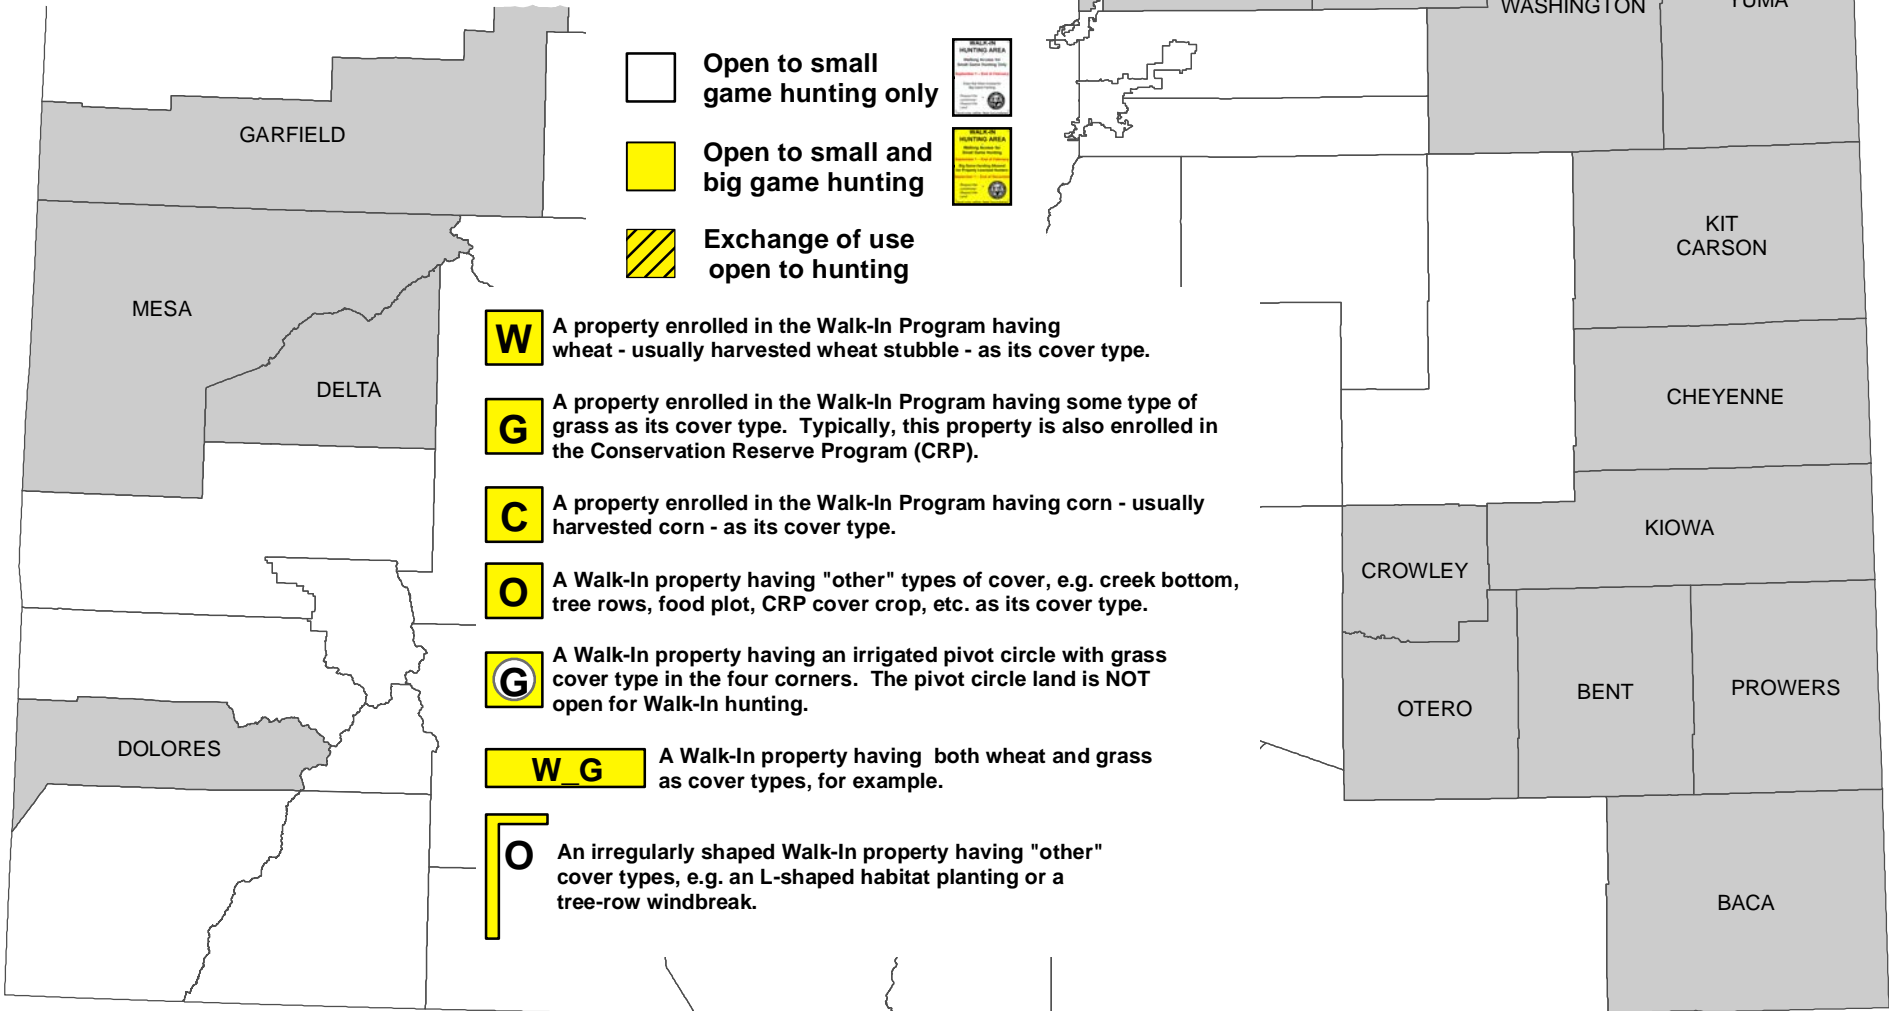 WASHINGTON
YUMA
GARFIELD
MESA
DELTA
DOLORES
Open to small
game hunting only
WALK-IN
HUNTING AREA
Open to small and
big game hunting
WALK-IN
HUNTING AREA
Exchange of use
open to hunting
W
A property enrolled in the Walk-In Program having
wheat - usually harvested wheat stubble - as its cover type.
G
A property enrolled in the Walk-In Program having some type of
grass as its cover type. Typically, this property is also enrolled in
the Conservation Reserve Program (CRP).
C
A property enrolled in the Walk-In Program having corn - usually
harvested corn - as its cover type.
O
A Walk-In property having "other" types of cover, e.g. creek bottom,
tree rows, food plot, CRP cover crop, etc. as its cover type.
G
A Walk-In property having an irrigated pivot circle with grass
cover type in the four corners. The pivot circle land is NOT
open for Walk-In hunting.
W_G
A Walk-In property having both wheat and grass
as cover types, for example.
O
An irregularly shaped Walk-In property having "other"
cover types, e.g. an L-shaped habitat planting or a
tree-row windbreak.
KIT
CARSON
CHEYENNE
KIOWA
CROWLEY
OTERO
BENT
PROWERS
BACA